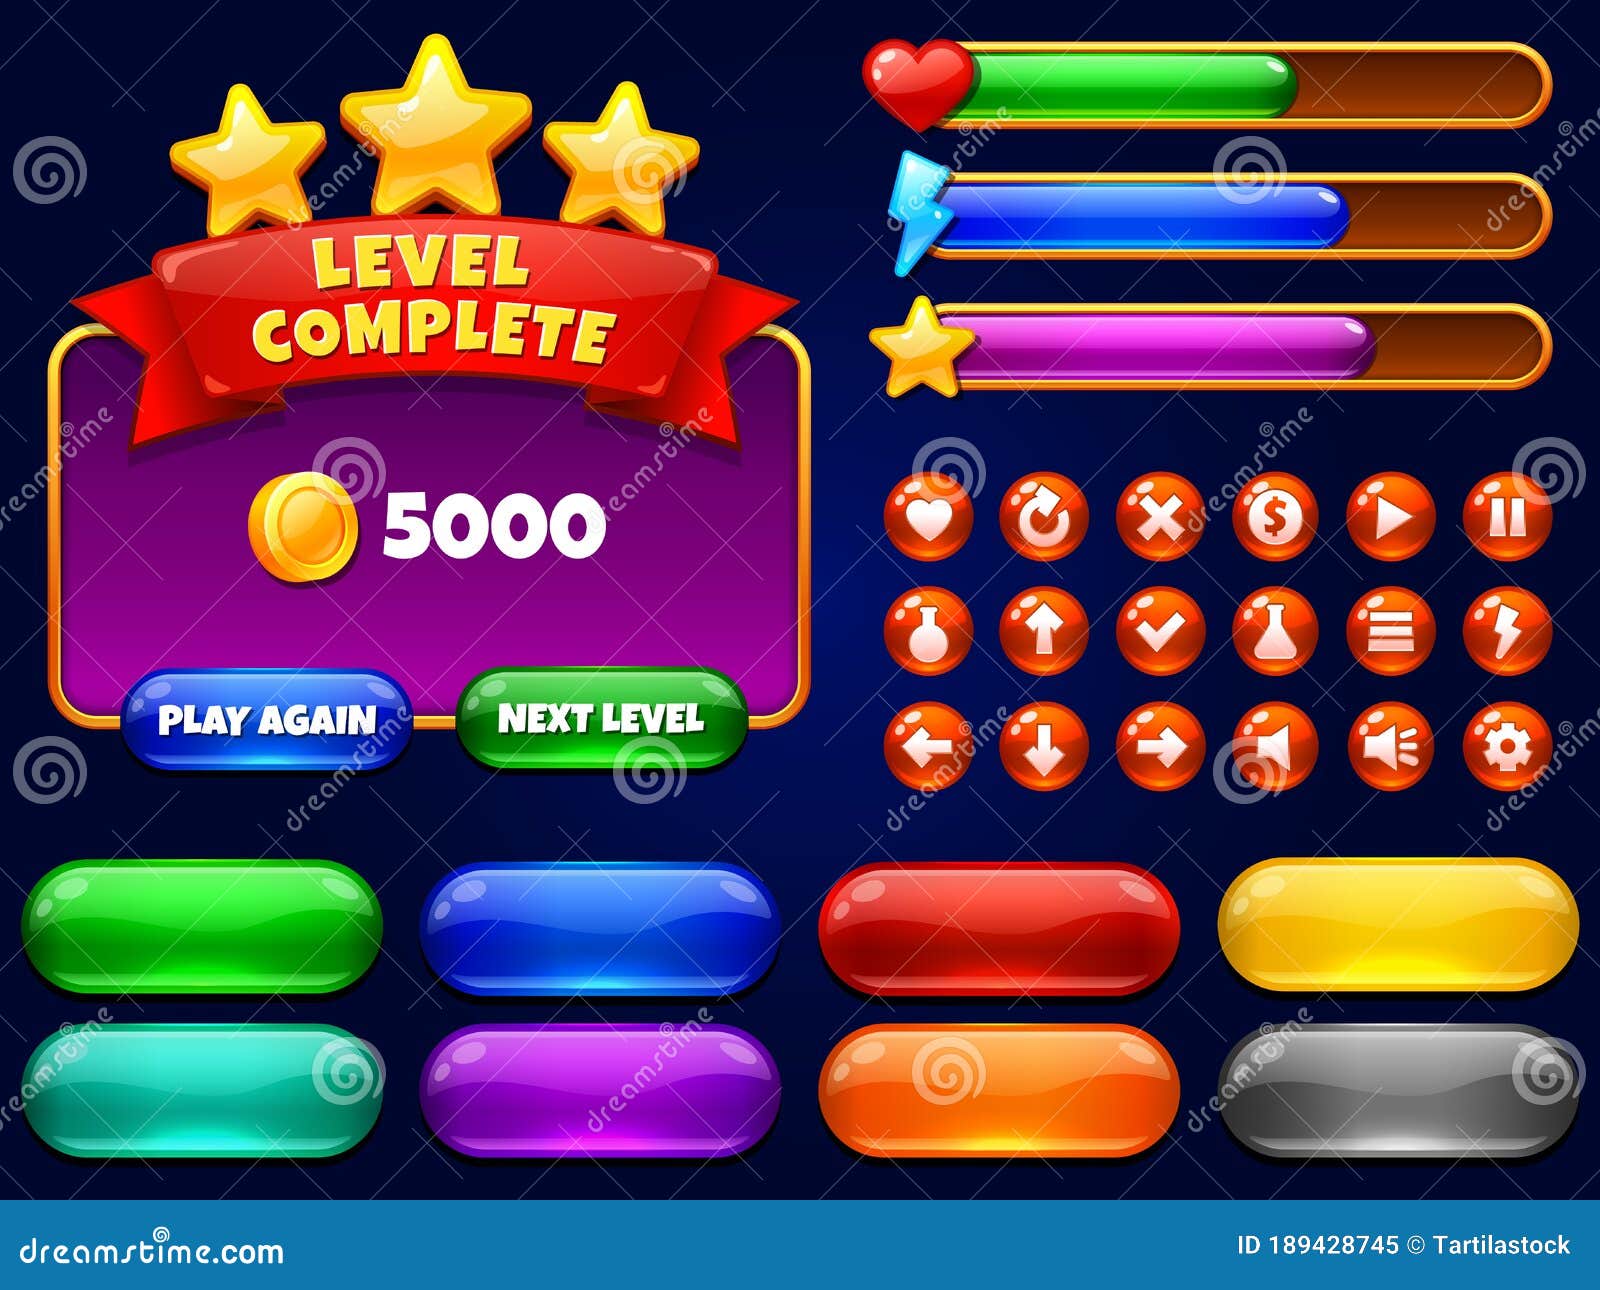 LEVEL
COMPLETE
5000
PLAY AGAIN
NEXT LEVEL
$
dreamstime.com
ID 189428745 © Tartilastock